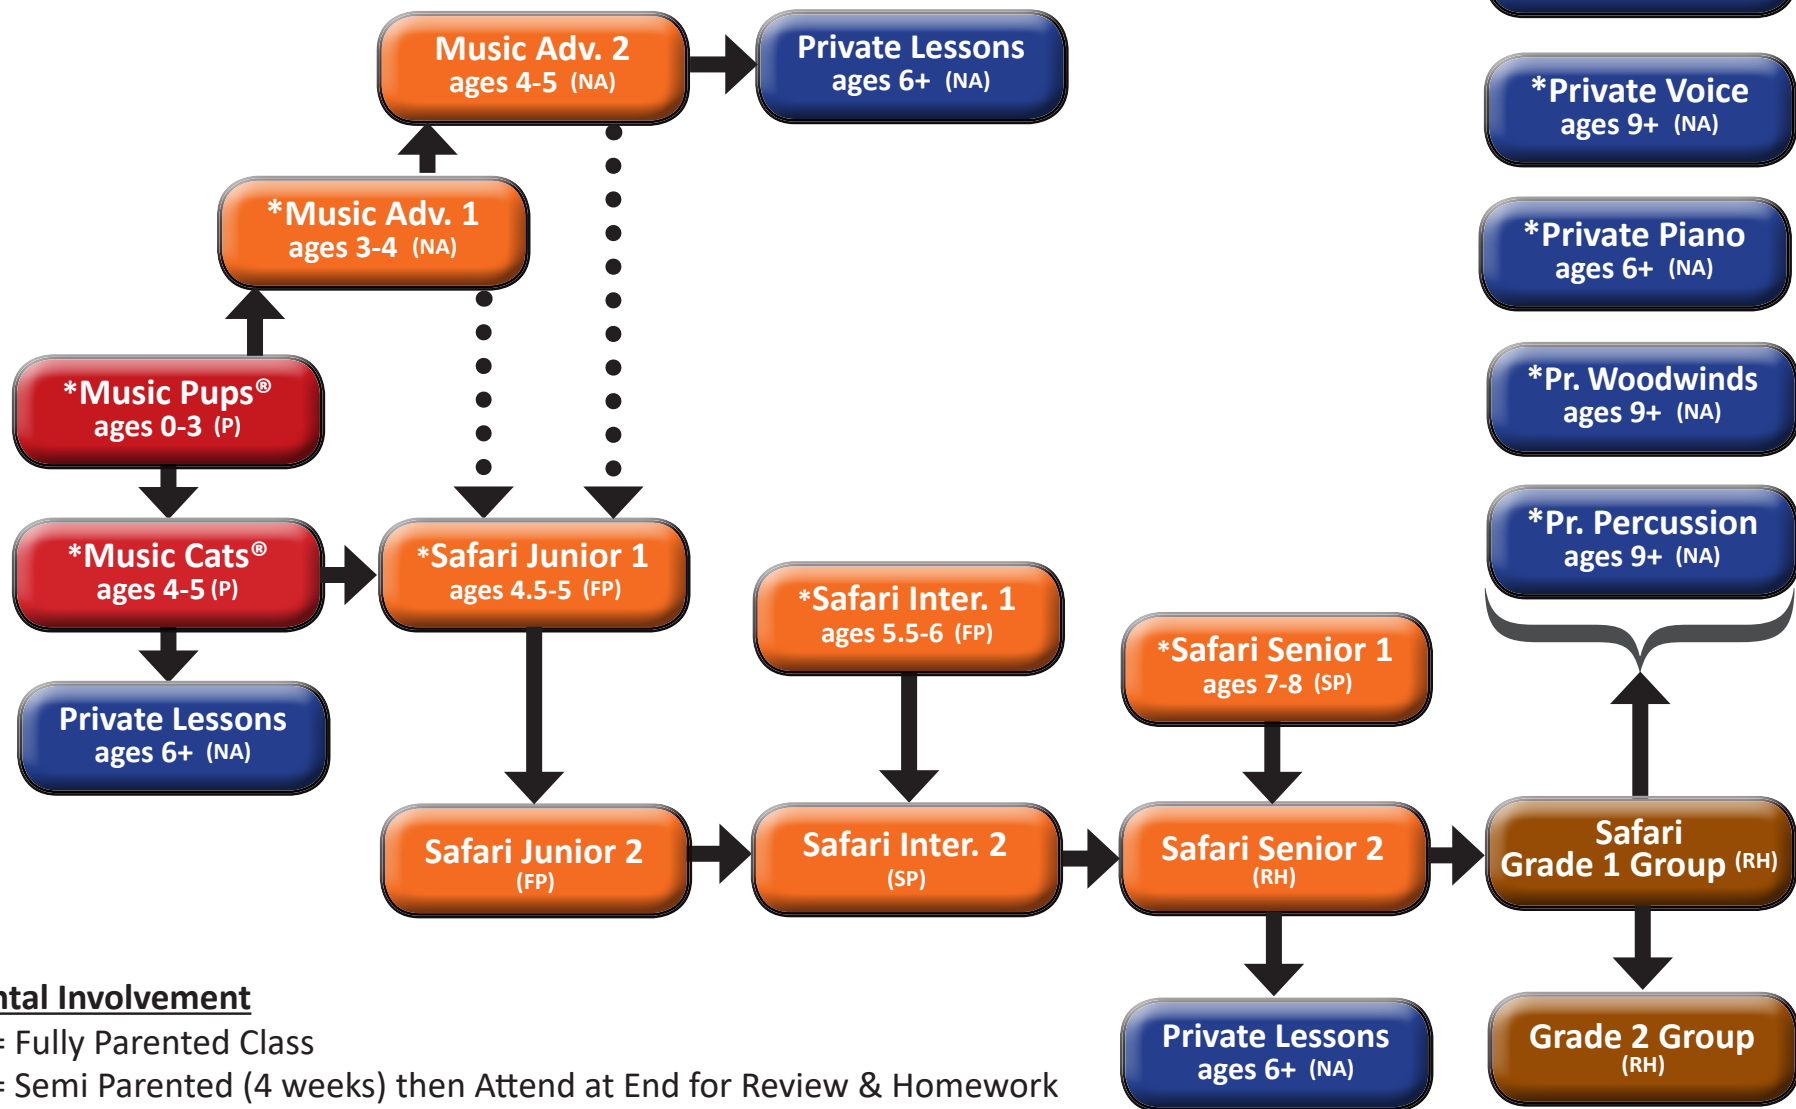 Music Adv. 2
ages 4-5 (NA)
Private Lessons
ages 6+ (NA)
*Private Voice
ages 9+ (NA)
*Music Adv. 1
ages 3-4 (NA)
*Private Piano
ages 6+ (NA)
*Music Pups®
ages 0-3 (P)
*Pr. Woodwinds
ages 9+ (NA)
*Music Cats®
ages 4-5 (P)
*Safari Junior 1
ages 4.5-5 (FP)
*Pr. Percussion
ages 9+ (NA)
*Safari Inter. 1
ages 5.5-6 (FP)
*Safari Senior 1
ages 7-8 (SP)
Private Lessons
ages 6+ (NA)
Safari Junior 2
(FP)
Safari Inter. 2
(SP)
Safari Senior 2
(RH)
Safari
Grade 1 Group (RH)
Private Lessons
ages 6+ (NA)
Grade 2 Group
(RH)
ntal Involvement
= Fully Parented Class
= Semi Parented (4 weeks) then Attend at End for Review & Homework